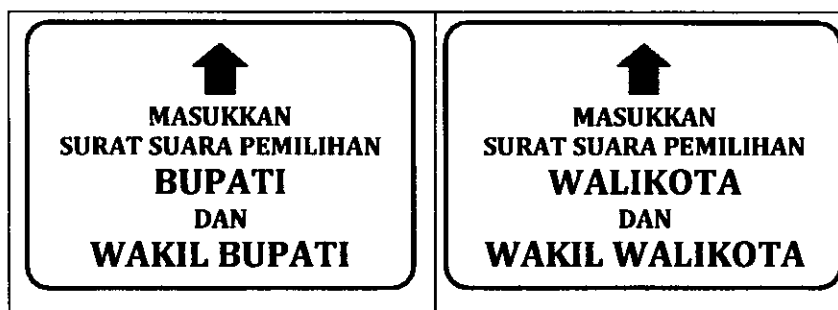 MASUKKAN
SURAT SUARA PEMILIHAN
BUPATI
DAN
WAKIL BUPATI
MASUKKAN
SURAT SUARA PEMILIHAN
WALIKOTA
DAN
WAKIL WALIKOTA